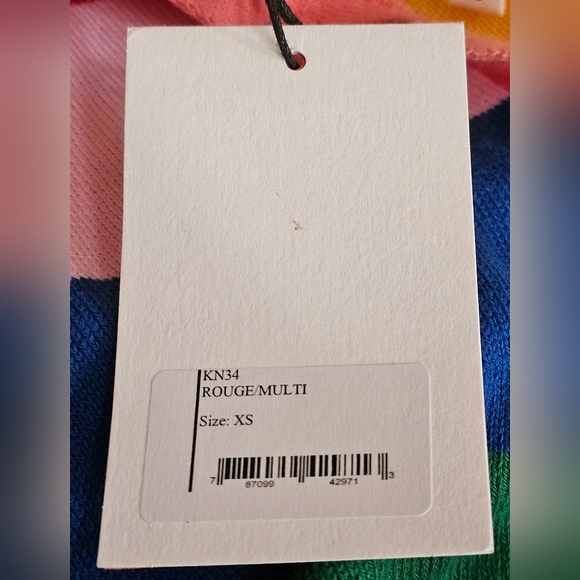 KN34
ROUGE/MULTI
Size: XS
7 87099 42971 3